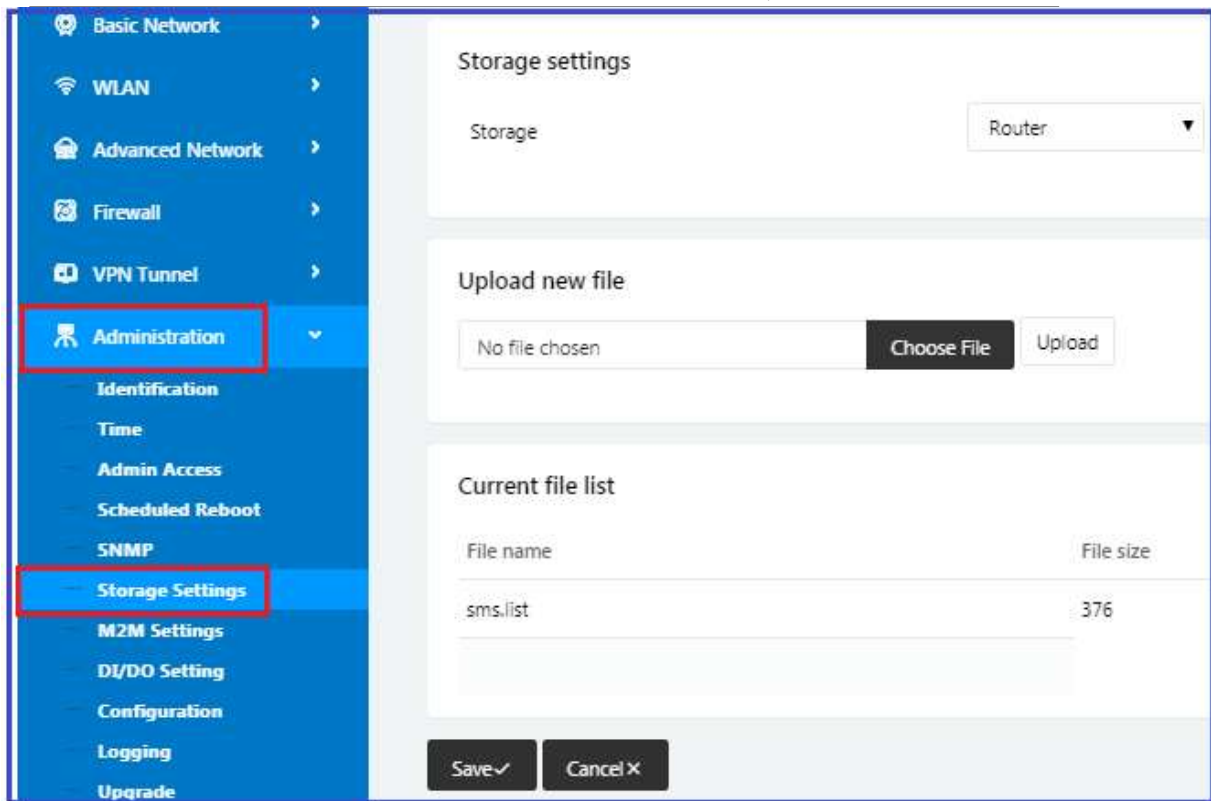 Basic Network
WLAN
Advanced Network
Firewall
VPN Tunnel
Administration
Identification
Time
Admin Access
Scheduled Reboot
SNMP
Storage Settings
M2M Settings
DI/DO Setting
Configuration
Logging
Upgrade
Storage settings
Storage Router
Upload new file
No file chosen Choose File Upload
Current file list
File name File size
sms.list 376
Save Cancel